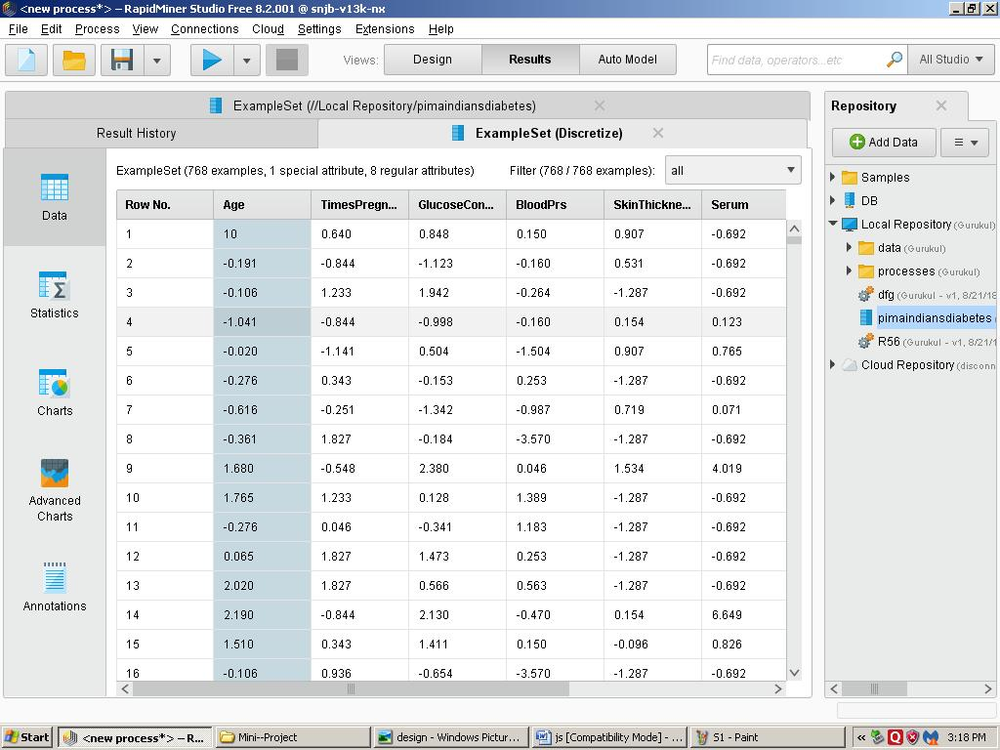 <new process*> – RapidMiner Studio Free 8.2.001 @ snjb-v13k-nx
File Edit Process View Connections Cloud Settings Extensions Help
Views: Design Results Auto Model Find data, operators...etc All Studio
ExampleSet (//Local Repository/pimaindiansdiabetes)
Result History ExampleSet (Discretize)
ExampleSet (768 examples, 1 special attribute, 8 regular attributes) Filter (768 / 768 examples): all
Data
Statistics
Charts
Advanced
Charts
Annotations
Row No. Age TimesPregn... GlucoseCon... BloodPrs SkinThickne... Serum
1 10 0.640 0.848 0.150 0.907 -0.692
2 -0.191 -0.844 -1.123 -0.160 0.531 -0.692
3 -0.106 1.233 1.942 -0.264 -1.287 -0.692
4 -1.041 -0.844 -0.998 -0.160 0.154 0.123
5 -0.020 -1.141 0.504 -1.504 0.907 0.765
6 -0.276 0.343 -0.153 0.253 -1.287 -0.692
7 -0.616 -0.251 -1.342 -0.987 0.719 0.071
8 -0.361 1.827 -0.184 -3.570 -1.287 -0.692
9 1.680 -0.548 2.380 0.046 1.534 4.019
10 1.765 1.233 0.128 1.389 -1.287 -0.692
11 -0.276 0.046 -0.341 1.183 -1.287 -0.692
12 0.065 1.827 1.473 0.253 -1.287 -0.692
13 2.020 1.827 0.566 0.563 -1.287 -0.692
14 2.190 -0.844 2.130 -0.470 0.154 6.649
15 1.510 0.343 1.411 0.150 -0.096 0.826
16 -0.106 0.936 -0.654 -3.570 -1.287 -0.692
Repository
Add Data
Samples
DB
Local Repository (Gurukul)
data (Gurukul)
processes (Gurukul)
dfg (Gurukul – v1, 8/21/18
pimaindiansdiabetes
R56 (Gurukul – v1, 8/21/1
Cloud Repository (disconn
Start <new process*> – R... Mini--Project design - Windows Pictur... js [Compatibility Mode] - ... S1 - Paint 3:18 PM